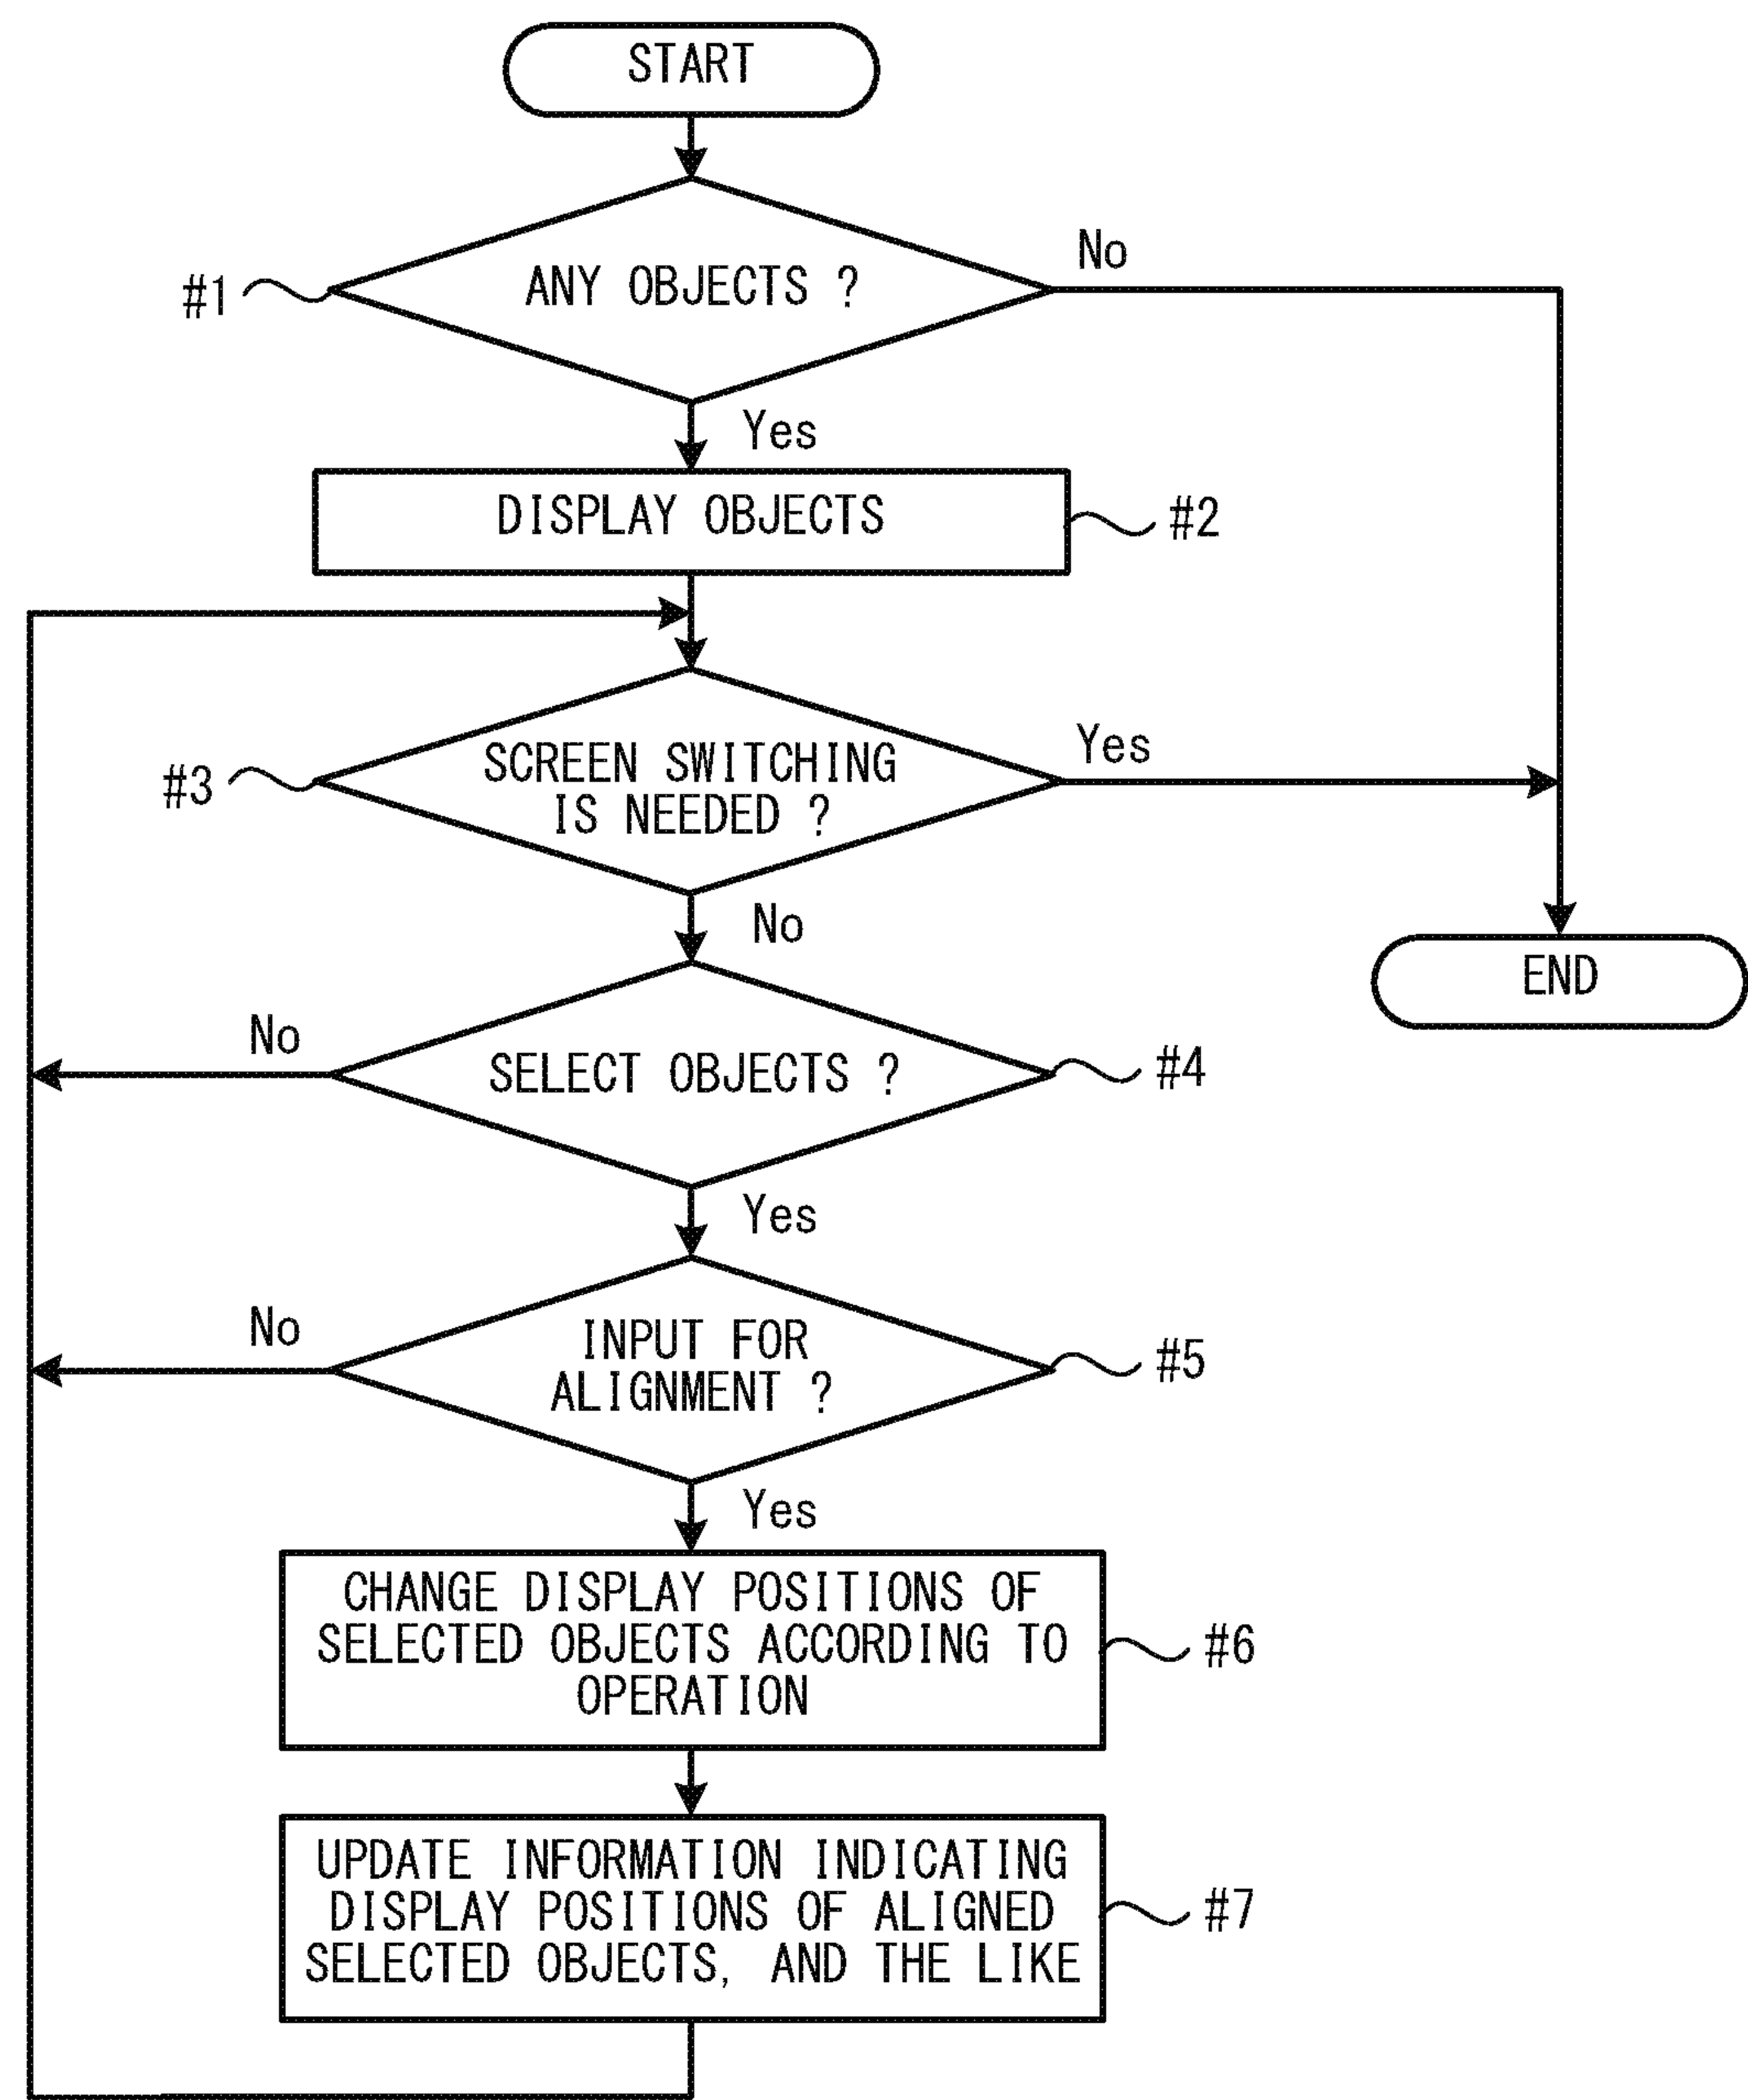 START
#1
ANY OBJECTS ?
No
Yes
DISPLAY OBJECTS
#2
#3
SCREEN SWITCHING
IS NEEDED ?
Yes
No
END
No
SELECT OBJECTS ?
#4
Yes
No
INPUT FOR
ALIGNMENT ?
#5
Yes
CHANGE DISPLAY POSITIONS OF
SELECTED OBJECTS ACCORDING TO
OPERATION
#6
UPDATE INFORMATION INDICATING
DISPLAY POSITIONS OF ALIGNED
SELECTED OBJECTS, AND THE LIKE
#7